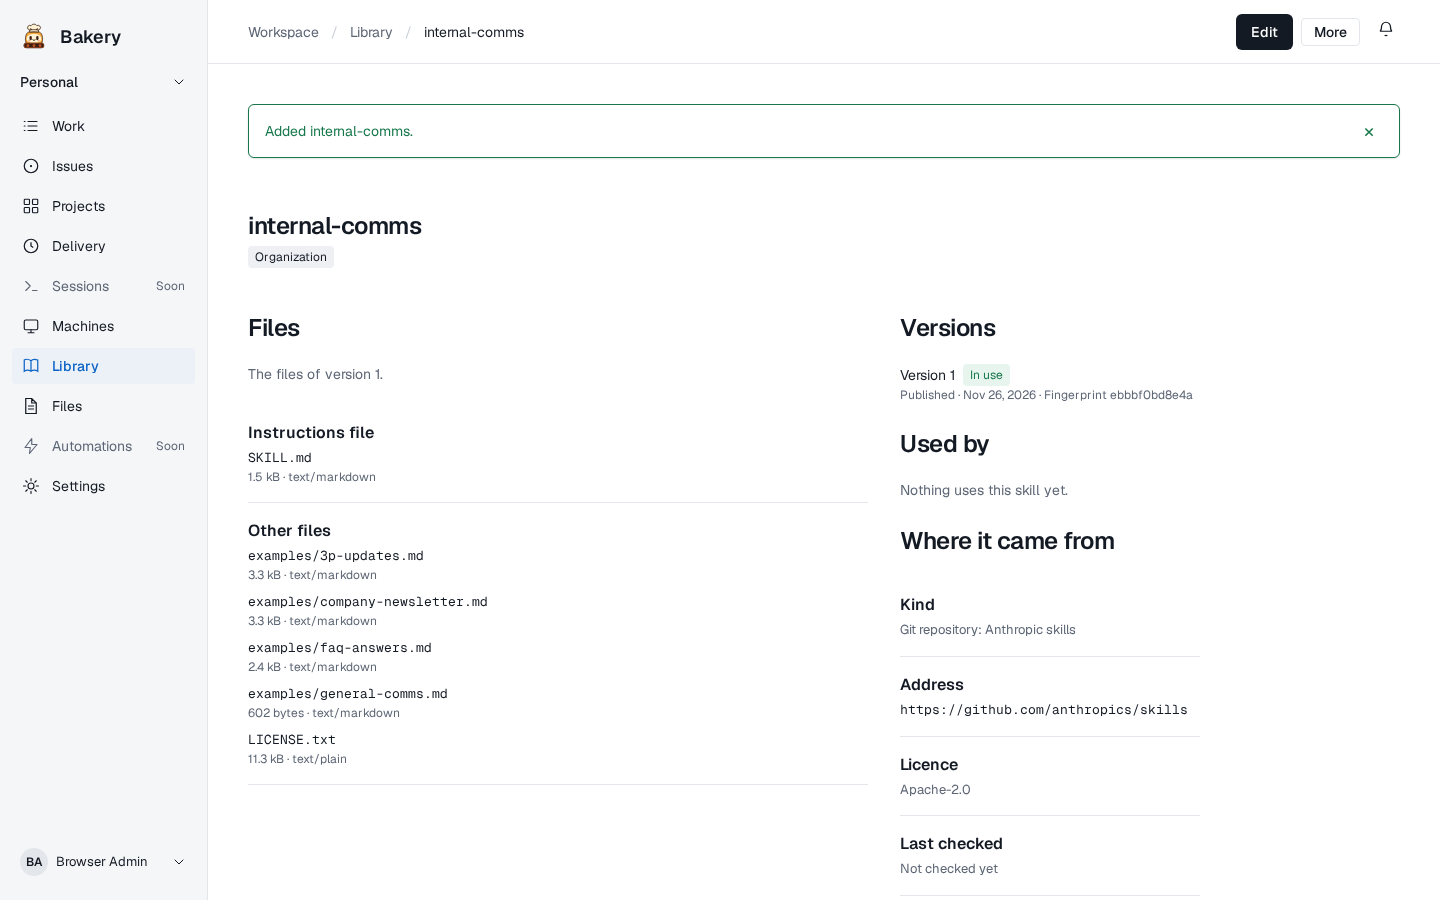 Bakery
Personal
Work
Issues
Projects
Delivery
Sessions Soon
Machines
Library
Files
Automations Soon
Settings
BA Browser Admin
Workspace / Library / internal-comms
Edit More
Added internal-comms.
internal-comms
Organization
Files
The files of version 1.
Instructions file
SKILL.md
1.5 kB · text/markdown
Other files
examples/3p-updates.md
3.3 kB · text/markdown
examples/company-newsletter.md
3.3 kB · text/markdown
examples/faq-answers.md
2.4 kB · text/markdown
examples/general-comms.md
602 bytes · text/markdown
LICENSE.txt
11.3 kB · text/plain
Versions
Version 1 In use
Published · Nov 26, 2026 · Fingerprint ebbbf0bd8e4a
Used by
Nothing uses this skill yet.
Where it came from
Kind
Git repository: Anthropic skills
Address
https://github.com/anthropics/skills
Licence
Apache-2.0
Last checked
Not checked yet